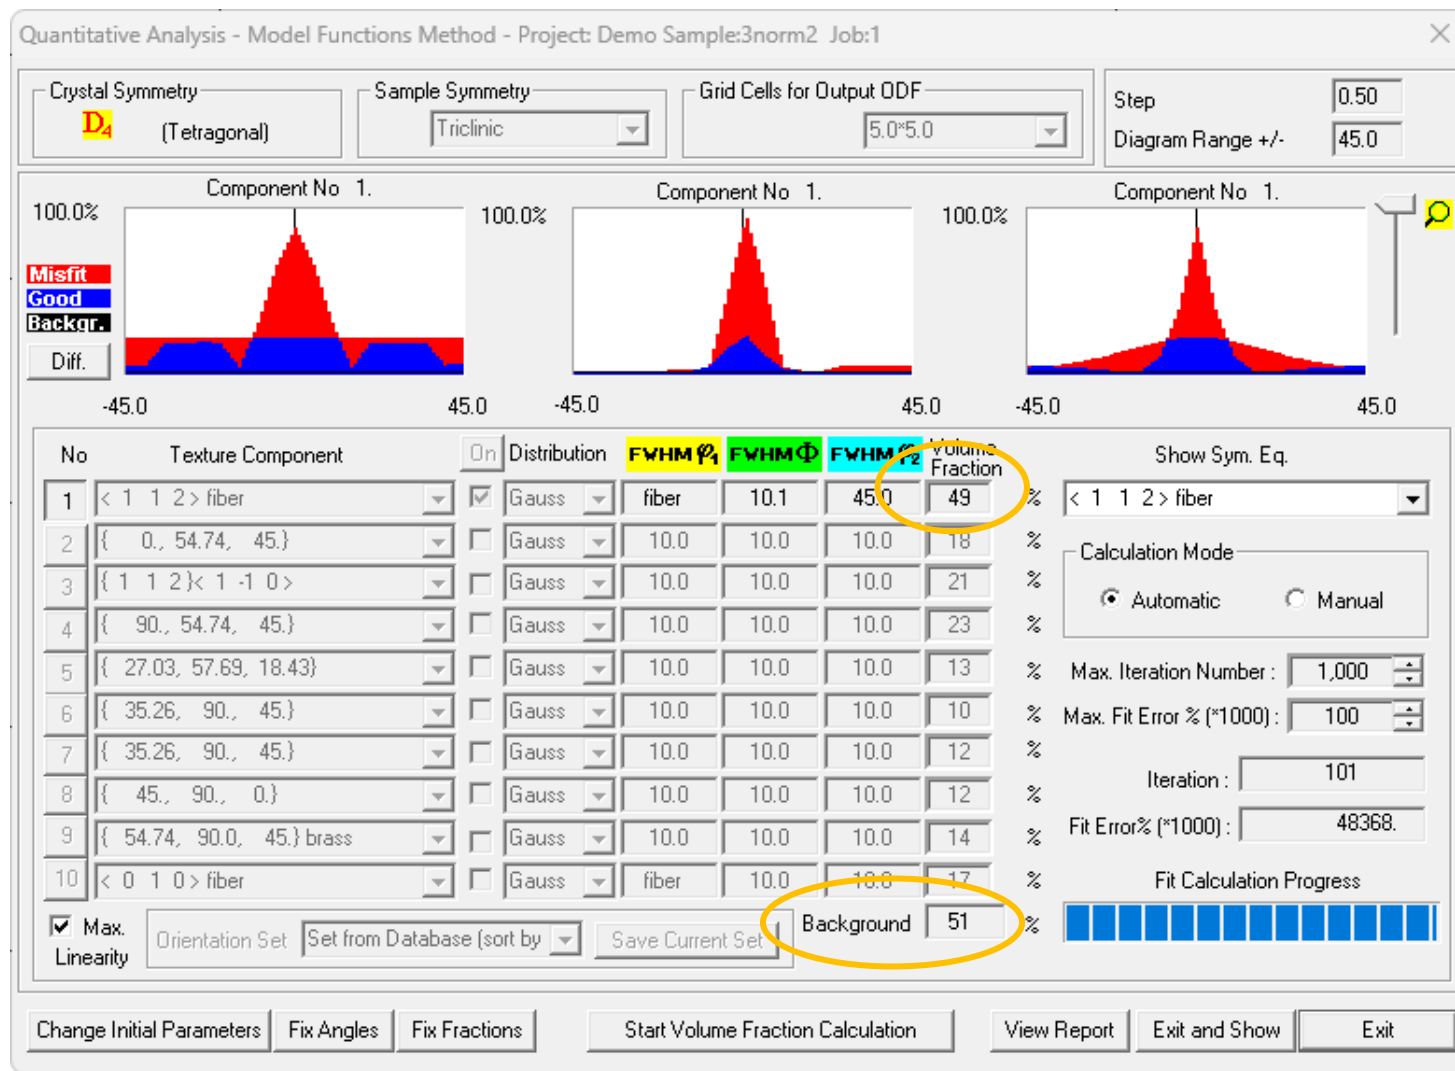 Quantitative Analysis - Model Functions Method - Project: Demo Sample:3norm2 Job:1
Crystal Symmetry
D4 (Tetragonal)
Sample Symmetry
Triclinic
Grid Cells for Output ODF
5.0*5.0
Step 0.50
Diagram Range +/- 45.0
Component No 1.
Component No 1.
Component No 1.
100.0%
100.0%
100.0%
Misfit
Good
Backgr.
Diff.
-45.0 45.0
-45.0 45.0
-45.0 45.0
No Texture Component On Distribution FWHM φ1 FWHM Φ FWHM φ2 Volume Fraction
1 < 1 1 2 > fiber Gauss fiber 10.1 45.0 49 %
2 { 0., 54.74, 45.} Gauss 10.0 10.0 10.0 18 %
3 { 1 1 2 }< 1 -1 0 > Gauss 10.0 10.0 10.0 21 %
4 { 90., 54.74, 45.} Gauss 10.0 10.0 10.0 23 %
5 { 27.03, 57.69, 18.43} Gauss 10.0 10.0 10.0 13 %
6 { 35.26, 90., 45.} Gauss 10.0 10.0 10.0 10 %
7 { 35.26, 90., 45.} Gauss 10.0 10.0 10.0 12 %
8 { 45., 90., 0.} Gauss 10.0 10.0 10.0 12 %
9 { 54.74, 90.0, 45.} brass Gauss 10.0 10.0 10.0 14 %
10 < 0 1 0 > fiber Gauss fiber 10.0 10.0 17 %
Background 51 %
Max. Linearity
Orientation Set Set from Database (sort by Save Current Set
Show Sym. Eq.
< 1 1 2 > fiber
Calculation Mode
Automatic Manual
Max. Iteration Number : 1,000
Max. Fit Error % (*1000) : 100
Iteration : 101
Fit Error% (*1000) : 48368.
Fit Calculation Progress
Change Initial Parameters Fix Angles Fix Fractions Start Volume Fraction Calculation View Report Exit and Show Exit